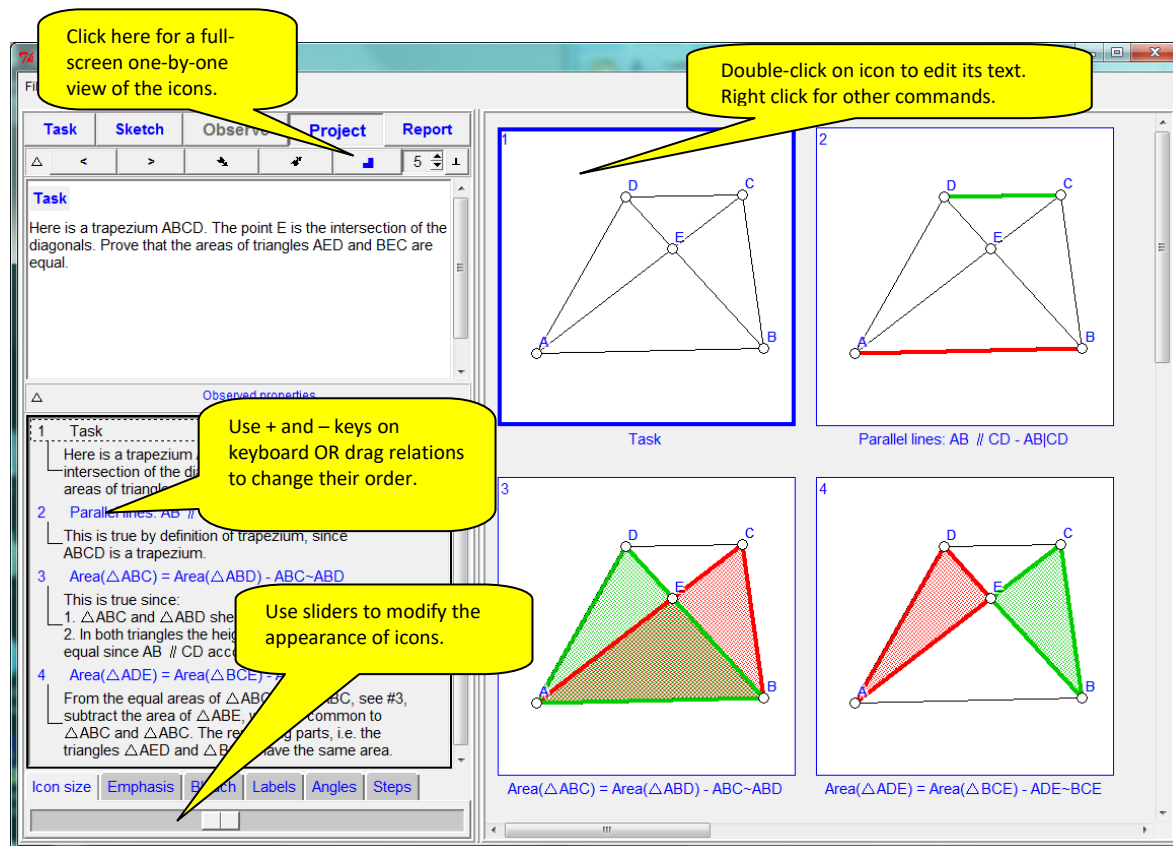 Click here for a full-
screen one-by-one
view of the icons.
Double-click on icon to edit its text.
Right click for other commands.
Task Sketch Observe Project Report
< > 5
Task
Here is a trapezium ABCD. The point E is the intersection of the
diagonals. Prove that the areas of triangles AED and BEC are
equal.
△ Observed properties
Use + and – keys on
keyboard OR drag relations
to change their order.
1 Task
Here is a trapezium
intersection of the
areas of triangle
2 Parallel lines: AB //
This is true by definition of trapezium, since
ABCD is a trapezium.
3 Area(△ABC) = Area(△ABD) - ABC~ABD
This is true since:
1. △ABC and △ABD
2. In both triangles the
equal since AB // CD
Use sliders to modify the
appearance of icons.
4 Area(△ADE) = Area(△BCE) -
From the equal areas of BC, see #3,
subtract the area of △ABE, common to
△ABC and △ABC. The parts, i.e. the
triangles △AED and have the same area.
Icon size Emphasis Labels Angles Steps
1
D C
E
A B
Task
2
D C
E
A B
Parallel lines: AB // CD - AB|CD
3
D C
E
A B
Area(△ABC) = Area(△ABD) - ABC~ABD
4
D C
E
A B
Area(△ADE) = Area(△BCE) - ADE~BCE